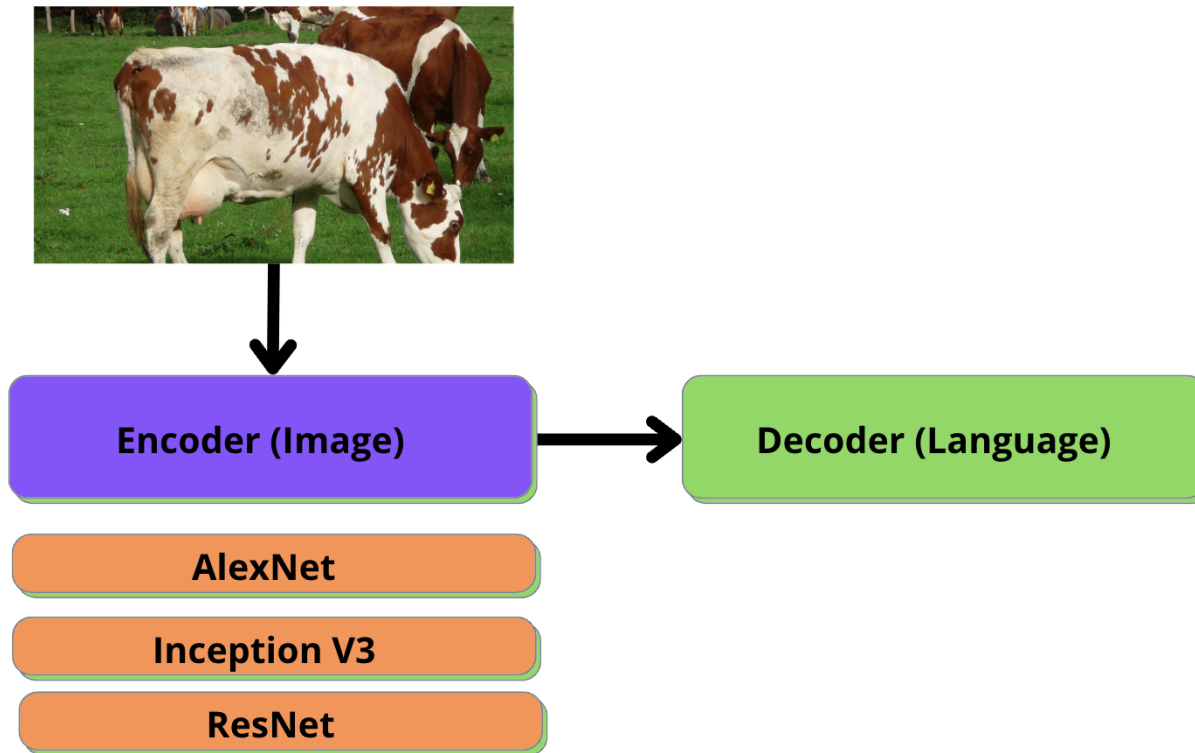 Encoder (Image)
Decoder (Language)
AlexNet
Inception V3
ResNet